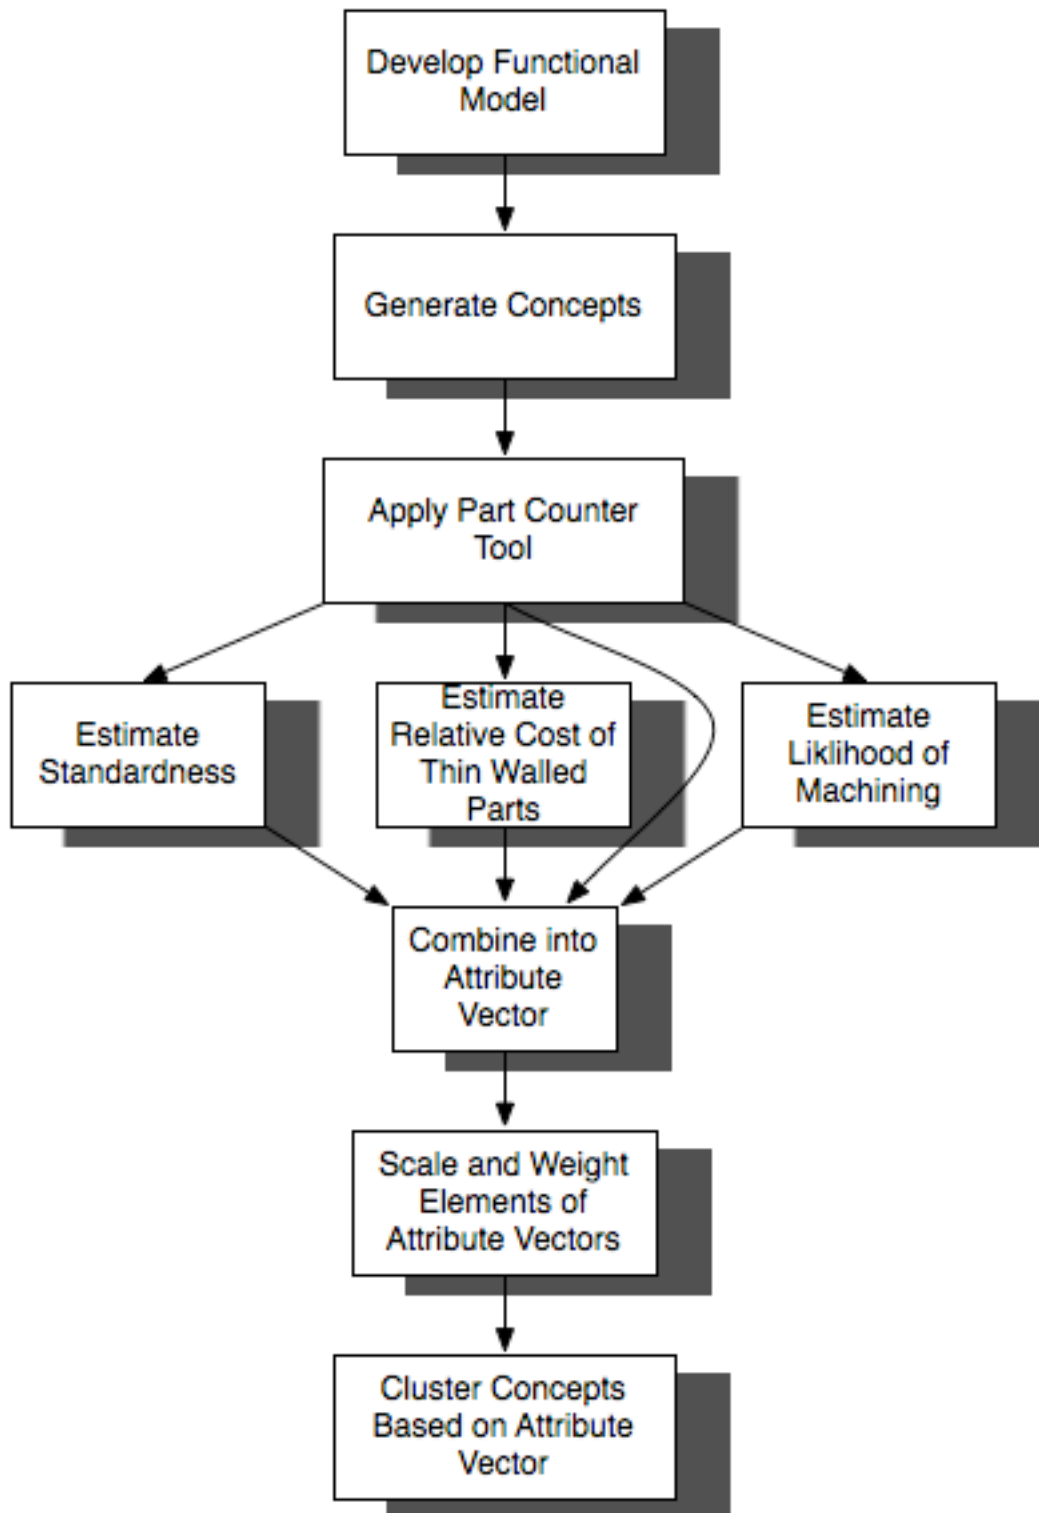 Develop Functional
Model
Generate Concepts
Apply Part Counter
Tool
Estimate
Standardness
Estimate
Relative Cost of
Thin Walled
Parts
Estimate
Liklihood of
Machining
Combine into
Attribute
Vector
Scale and Weight
Elements of
Attribute Vectors
Cluster Concepts
Based on Attribute
Vector